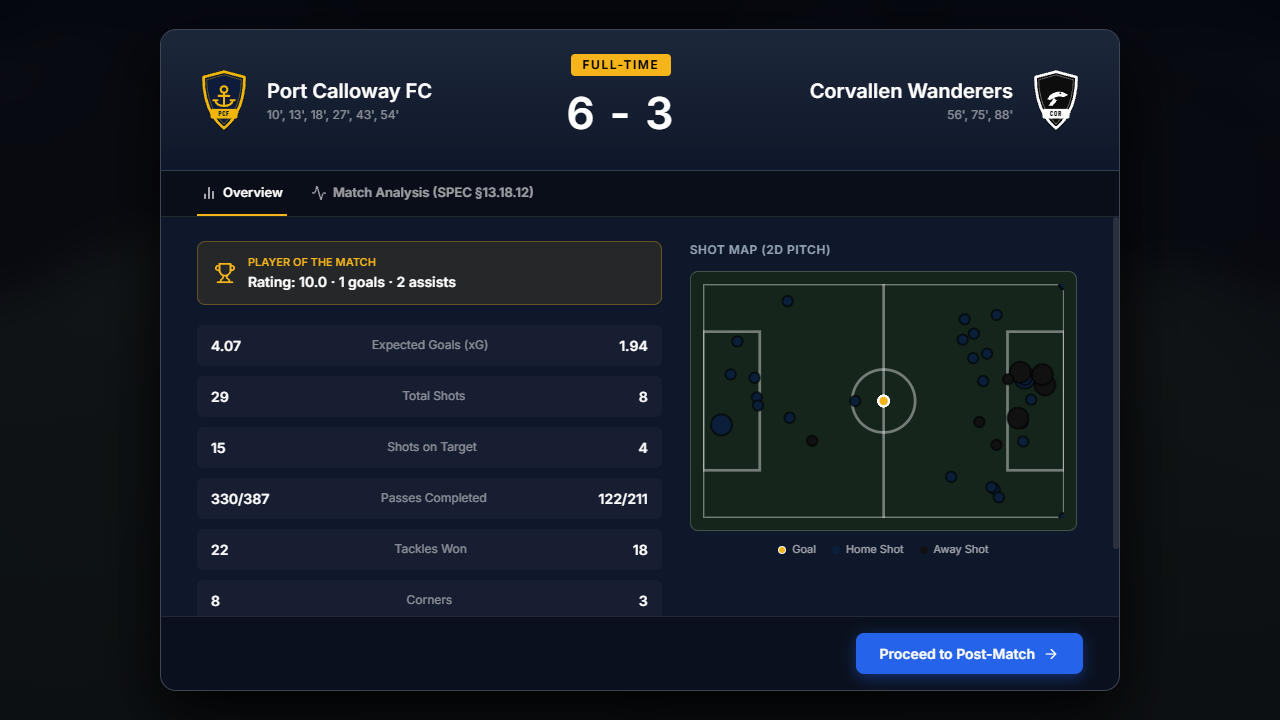 FULL-TIME
Port Calloway FC
10', 13', 18', 27', 43', 54'
6 - 3
Corvallen Wanderers
56', 75', 88'
PCF
COR
Overview
Match Analysis (SPEC §13.18.12)
PLAYER OF THE MATCH
Rating: 10.0 · 1 goals · 2 assists
4.07 Expected Goals (xG) 1.94
29 Total Shots 8
15 Shots on Target 4
330/387 Passes Completed 122/211
22 Tackles Won 18
8 Corners 3
SHOT MAP (2D PITCH)
Goal Home Shot Away Shot
Proceed to Post-Match →